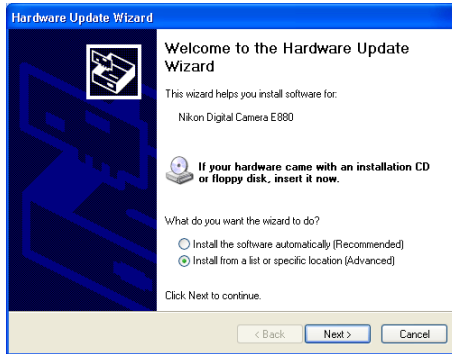 Hardware Update Wizard
Welcome to the Hardware Update
Wizard
This wizard helps you install software for:
Nikon Digital Camera E880
If your hardware came with an installation CD
or floppy disk, insert it now.
What do you want the wizard to do?
Install the software automatically (Recommended)
Install from a list or specific location (Advanced)
Click Next to continue.
< Back Next > Cancel